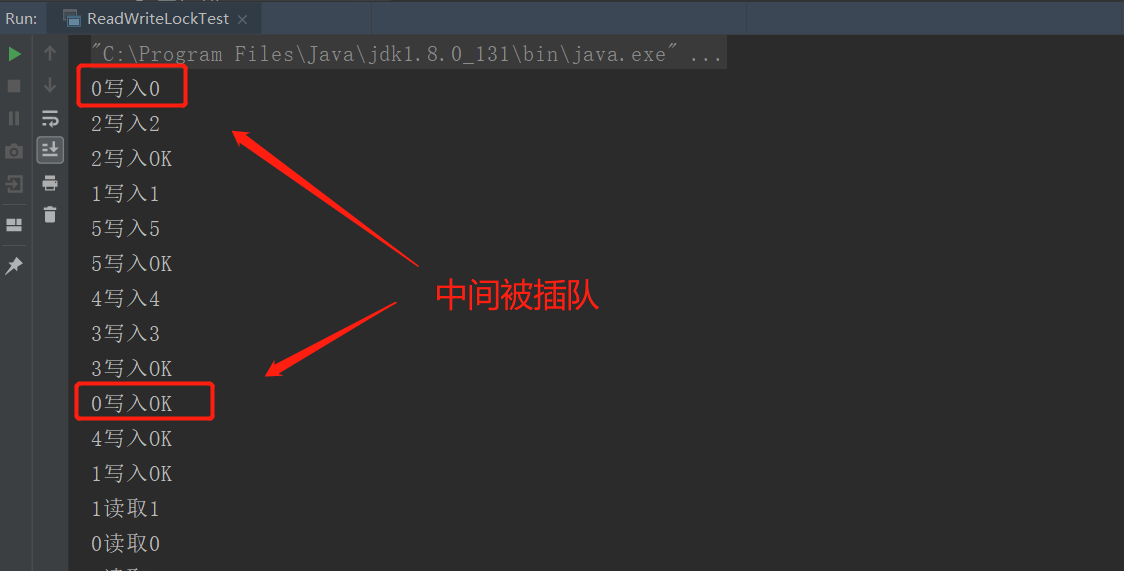 Run: ReadWriteLockTest
"C:\Program Files\Java\jdk1.8.0_131\bin\java.exe" ...
0写入0
2写入2
2写入OK
1写入1
5写入5
5写入OK
中间被插队
4写入4
3写入3
3写入OK
0写入OK
4写入OK
1写入OK
1读取1
0读取0